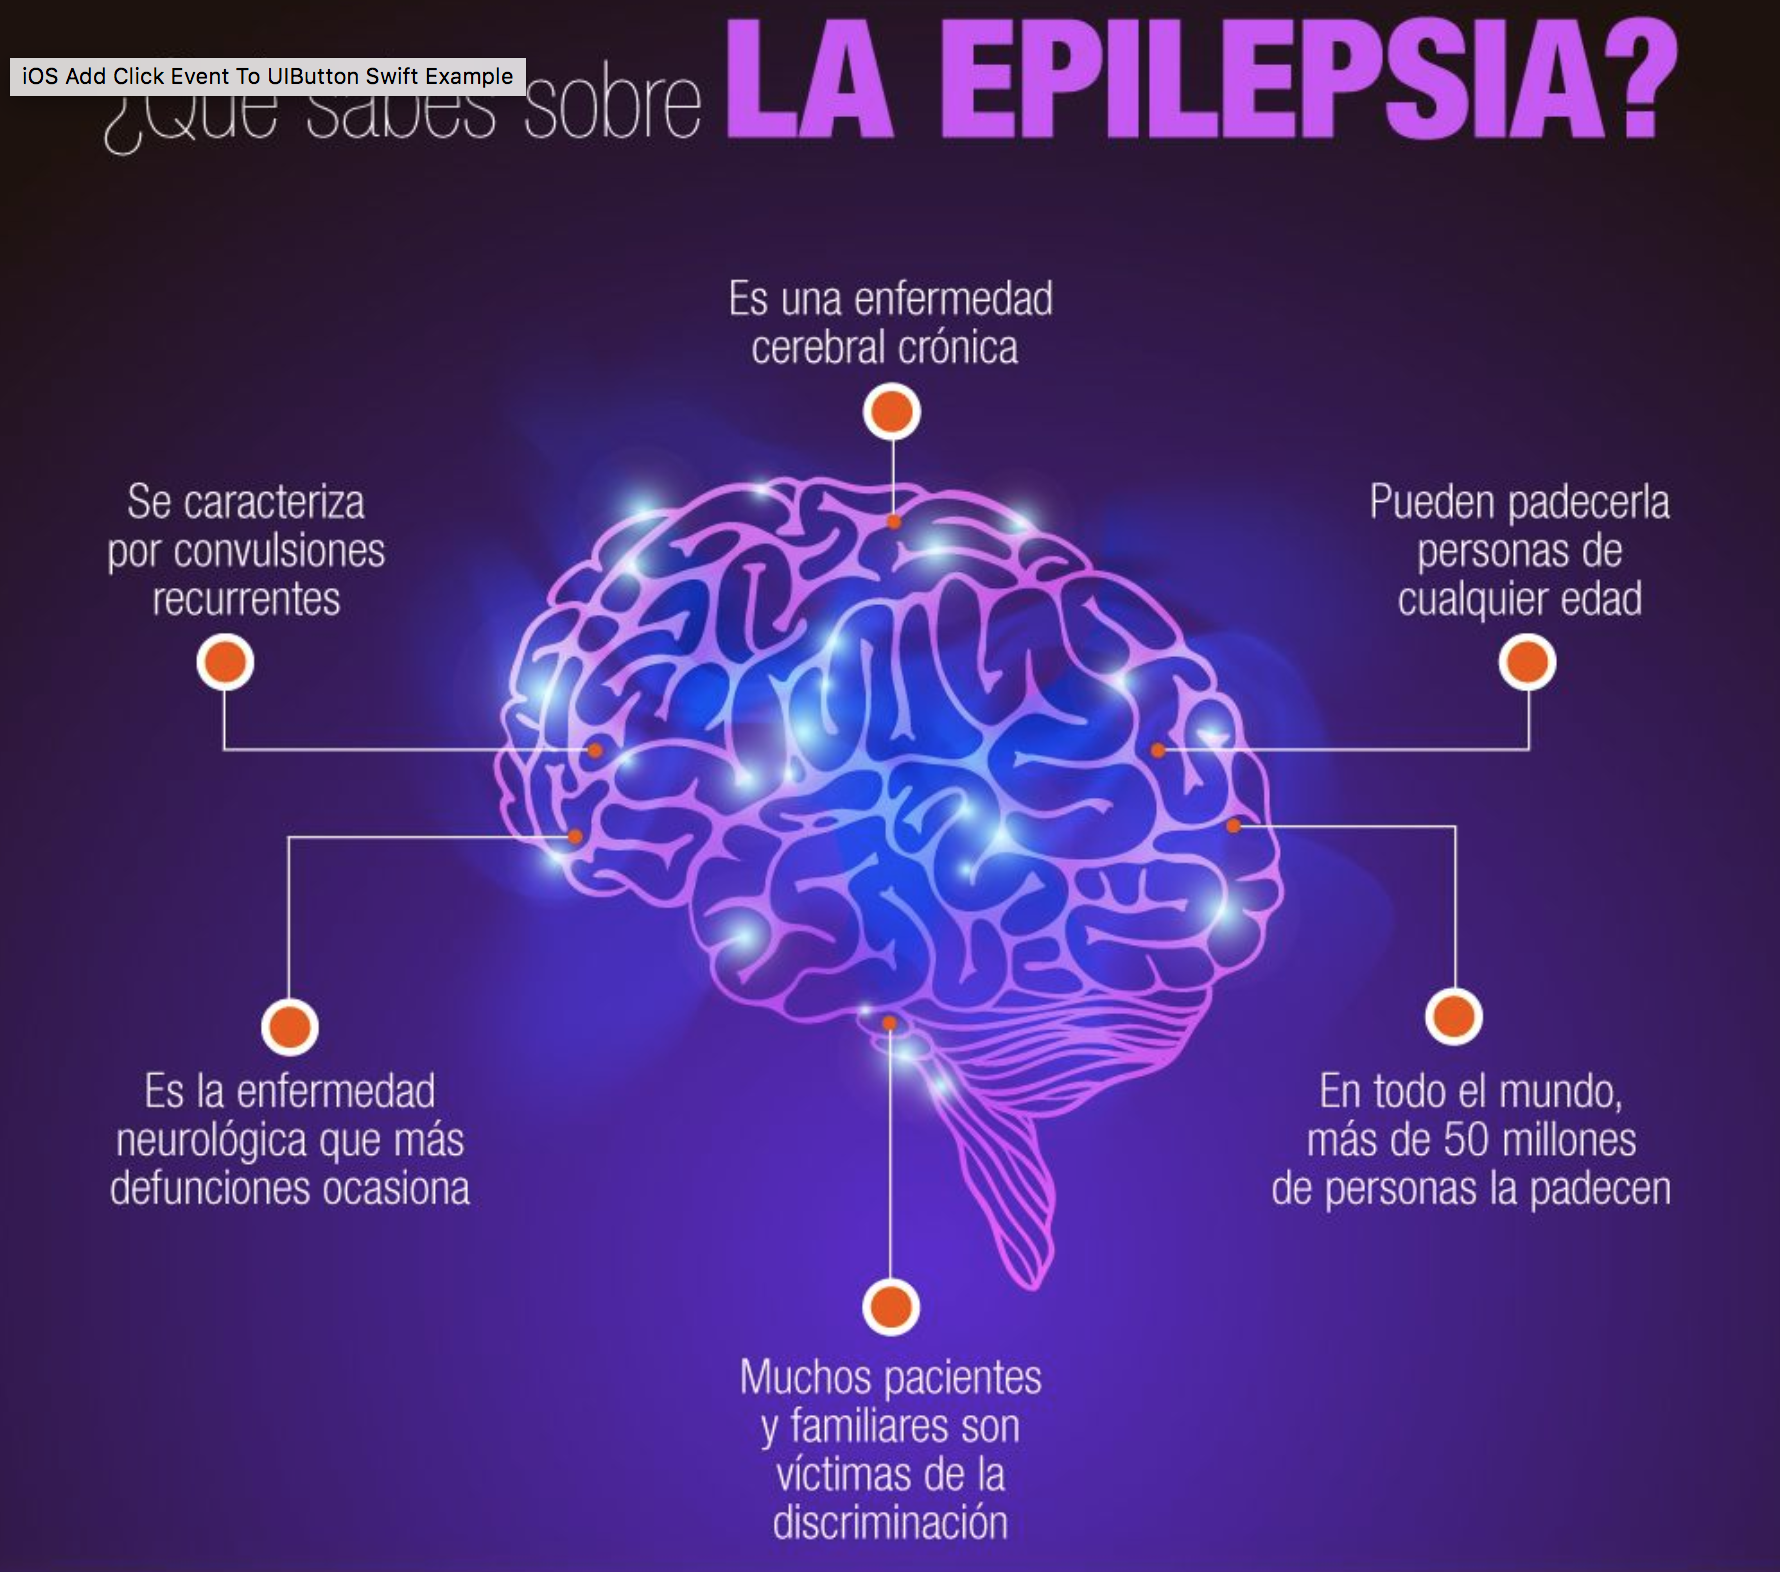 iOS Add Click Event To UIButton Swift Example
¿Qué sabes sobre LA EPILEPSIA?
Es una enfermedad
cerebral crónica
Se caracteriza
por convulsiones
recurrentes
Pueden padecerla
personas de
cualquier edad
Es la enfermedad
neurológica que más
defunciones ocasiona
En todo el mundo,
más de 50 millones
de personas la padecen
Muchos pacientes
y familiares son
víctimas de la
discriminación